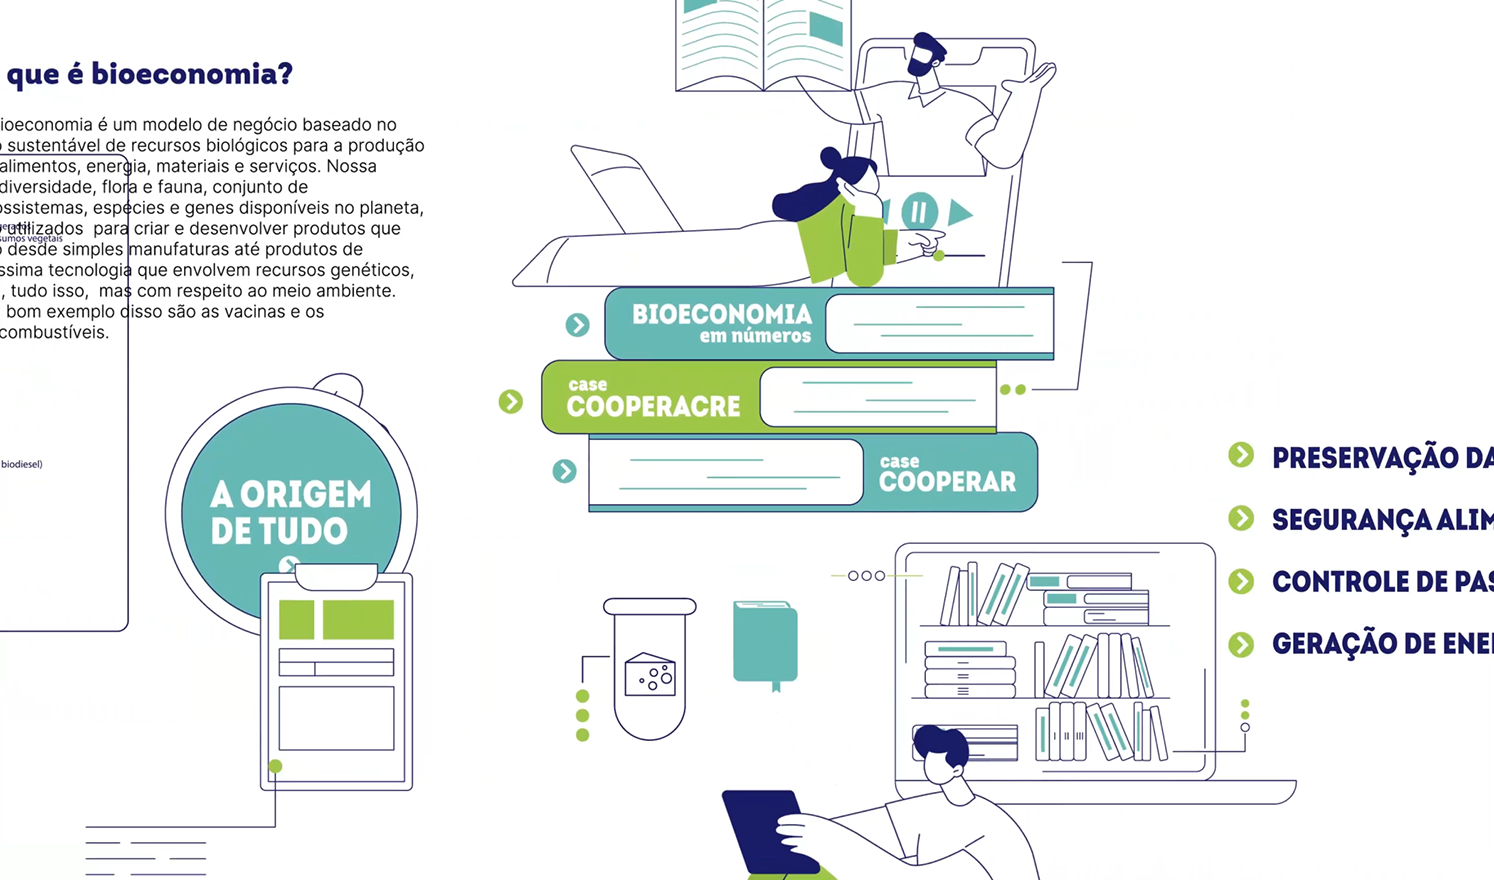 que é bioeconomia?
ioeconomia é um modelo de negócio baseado no
o sustentável de recursos biológicos para a produção
alimentos, energia, materiais e serviços. Nossa
diversidade, flora e fauna, conjunto de
ossistemas, espécies e genes disponíveis no planeta,
o utilizados para criar e desenvolver produtos que
o desde simples manufaturas até produtos de
íssima tecnologia que envolvem recursos genéticos,
, tudo isso, mas com respeito ao meio ambiente.
bom exemplo disso são as vacinas e os
combustíveis.
sumos vegetais
biodiesel)
A ORIGEM
DE TUDO
BIOECONOMIA
em números
case
COOPERACRE
case
COOPERAR
PRESERVAÇÃO DA
SEGURANÇA ALIM
CONTROLE DE PAS
GERAÇÃO DE ENE